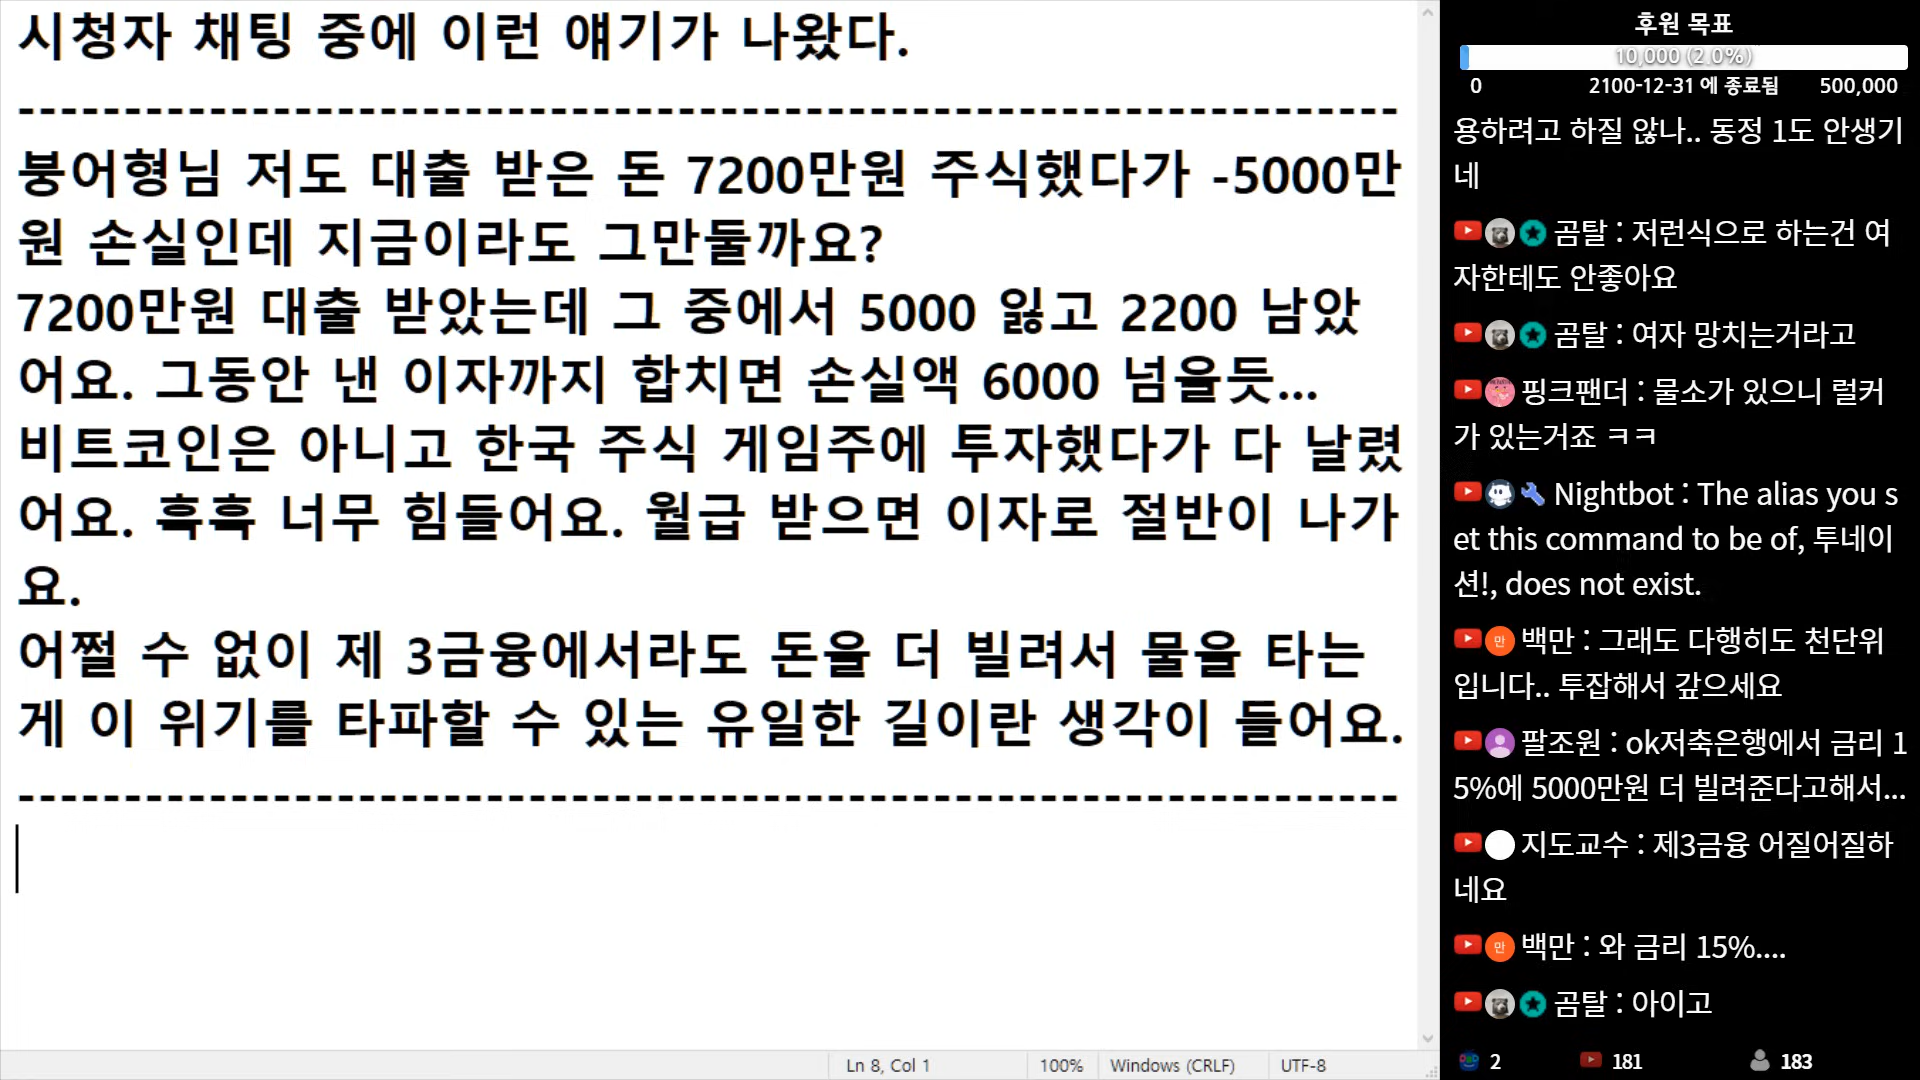 시청자 채팅 중에 이런 얘기가 나왔다.
-----------------------------------------------------------------
붕어형님 저도 대출 받은 돈 7200만원 주식했다가 -5000만
원 손실인데 지금이라도 그만둘까요?
7200만원 대출 받았는데 그 중에서 5000 잃고 2200 남았
어요. 그동안 낸 이자까지 합치면 손실액 6000 넘을듯...
비트코인은 아니고 한국 주식 게임주에 투자했다가 다 날렸
어요. 흑흑 너무 힘들어요. 월급 받으면 이자로 절반이 나가
요.
어쩔 수 없이 제 3금융에서라도 돈을 더 빌려서 물을 타는
게 이 위기를 타파할 수 있는 유일한 길이란 생각이 들어요.
-----------------------------------------------------------------
Ln 8, Col 1 100% Windows (CRLF) UTF-8
후원 목표
10,000 (2.0%)
0 2100-12-31 에 종료됨 500,000
용하려고 하질 않나.. 동정 1도 안생기
네
곰탈 : 저런식으로 하는건 여
자한테도 안좋아요
곰탈 : 여자 망치는거라고
핑크팬더 : 물소가 있으니 럴커
가 있는거죠 ㅋㅋ
Nightbot : The alias you s
et this command to be of, 투네이
션!, does not exist.
만 백만 : 그래도 다행히도 천단위
입니다.. 투잡해서 갚으세요
팔조원 : ok저축은행에서 금리 1
5%에 5000만원 더 빌려준다고해서...
지도교수 : 제3금융 어질어질하
네요
만 백만 : 와 금리 15%....
곰탈 : 아이고
2 181 183